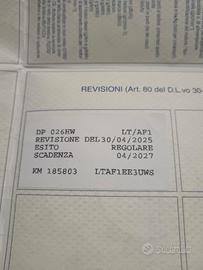 REVISIONI (Art. 80 del D.L.vo 30-
DP 026HW LT/AF1
REVISIONE DEL30/04/2025
ESITO REGOLARE
SCADENZA 04/2027
KM 185803 LTAF1EE3UWS
subito